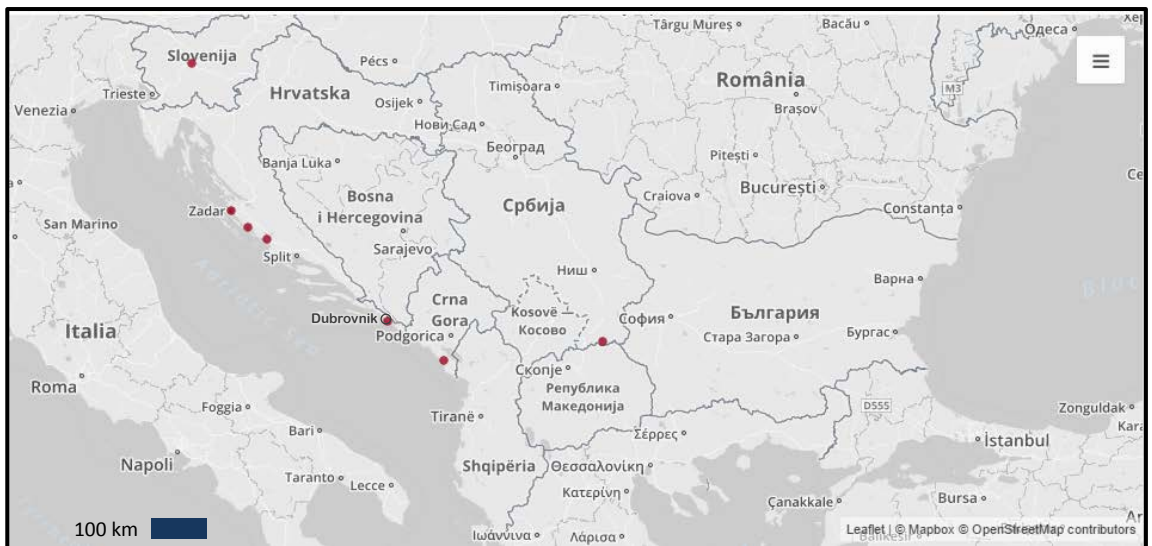 Târgu Mureș
Bacău
Одеса
Slovenija
Pécs
Timișoara
România
Trieste
Hrvatska
Osijek
M3
Venezia
Нови Сад
Brașov
Београд
Banja Luka
Pitești
Bosna
i Hercegovina
Craiova
București
Србија
Constanța
Zadar
San Marino
Sarajevo
Split
Adriatic Sea
Ниш
Варна
Crna
Gora
Kosovë —
Косово
София
България
Dubrovnik
Podgorica
Стара Загора
Бургас
Italia
Скопје
Република
Македонија
Roma
Foggia
Tiranë
D555
Zonguldak
Bari
Σέρρες
İstanbul
Napoli
Shqipëria
Θεσσαλονίκη
Taranto
Lecce
Κατερίνη
Çanakkale
Bursa
100 km
Ιωάννινα
Λάρισα
Leaflet | © Mapbox © OpenStreetMap contributors